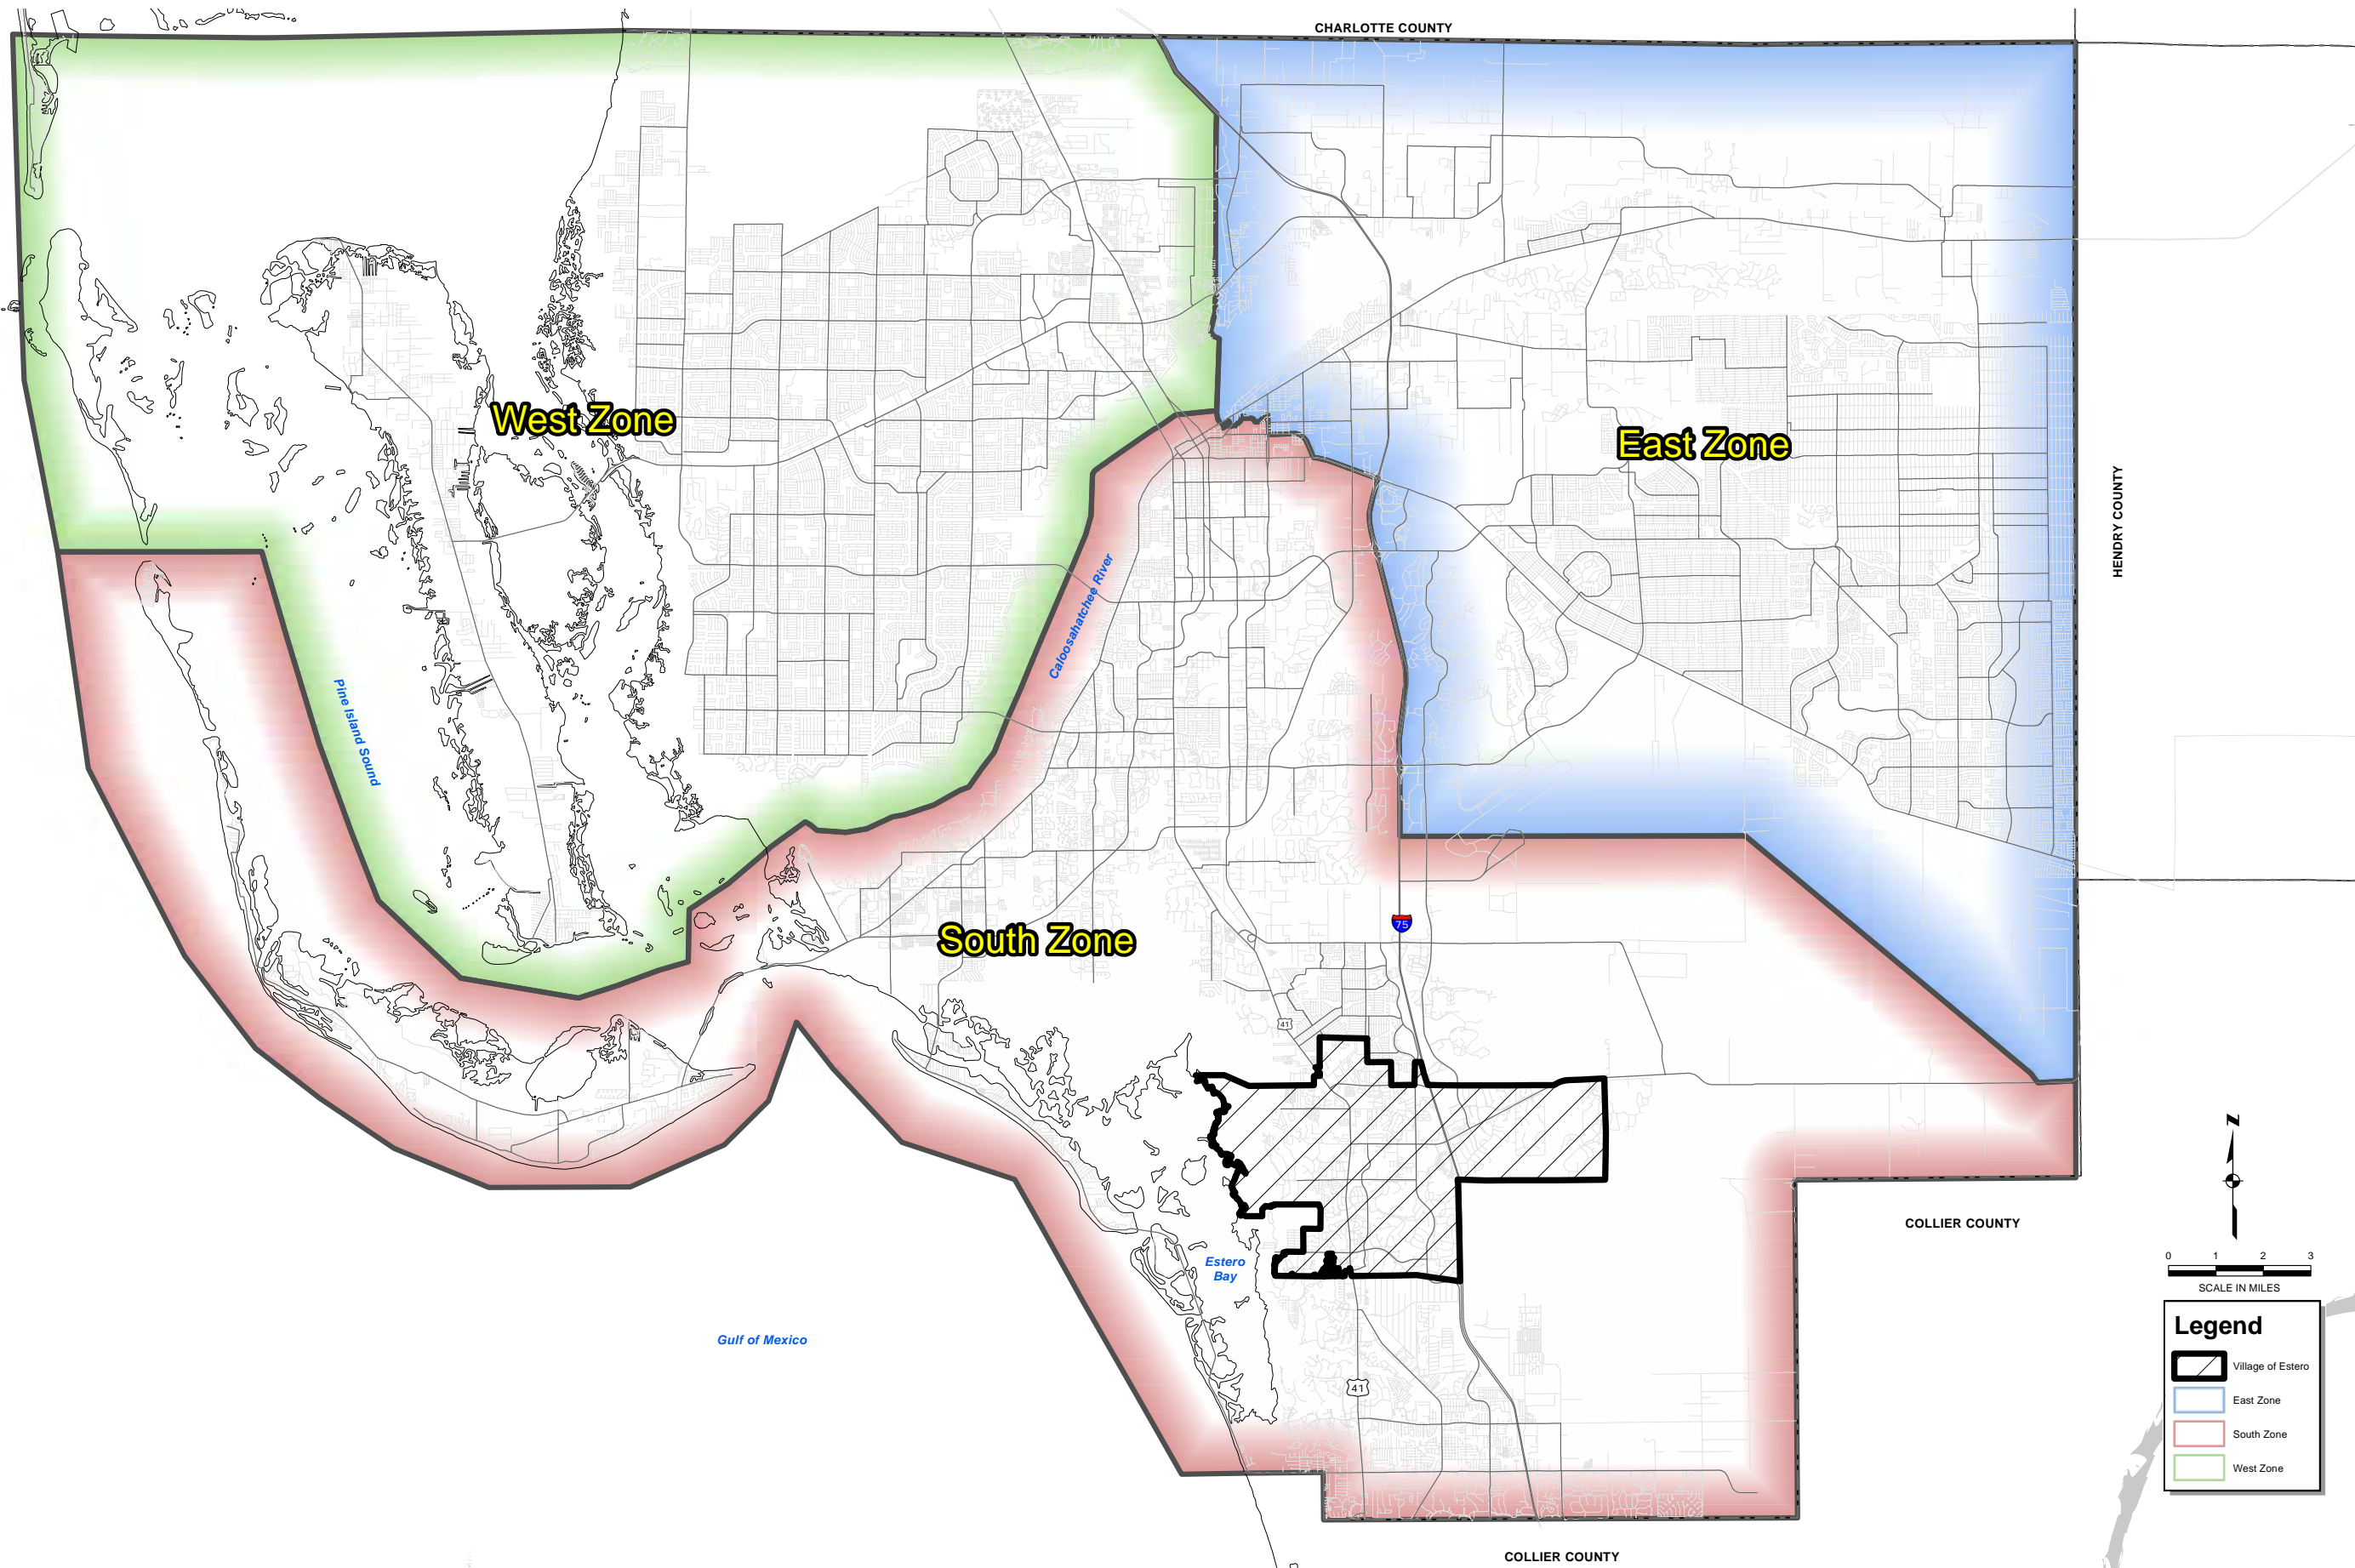 CHARLOTTE COUNTY
West Zone
East Zone
HENDRY COUNTY
Caloosahatchee River
Pine Island Sound
75
South Zone
41
COLLIER COUNTY
Estero
Bay
Gulf of Mexico
41
COLLIER COUNTY
N
0 1 2 3
SCALE IN MILES
Legend
Village of Estero
East Zone
South Zone
West Zone